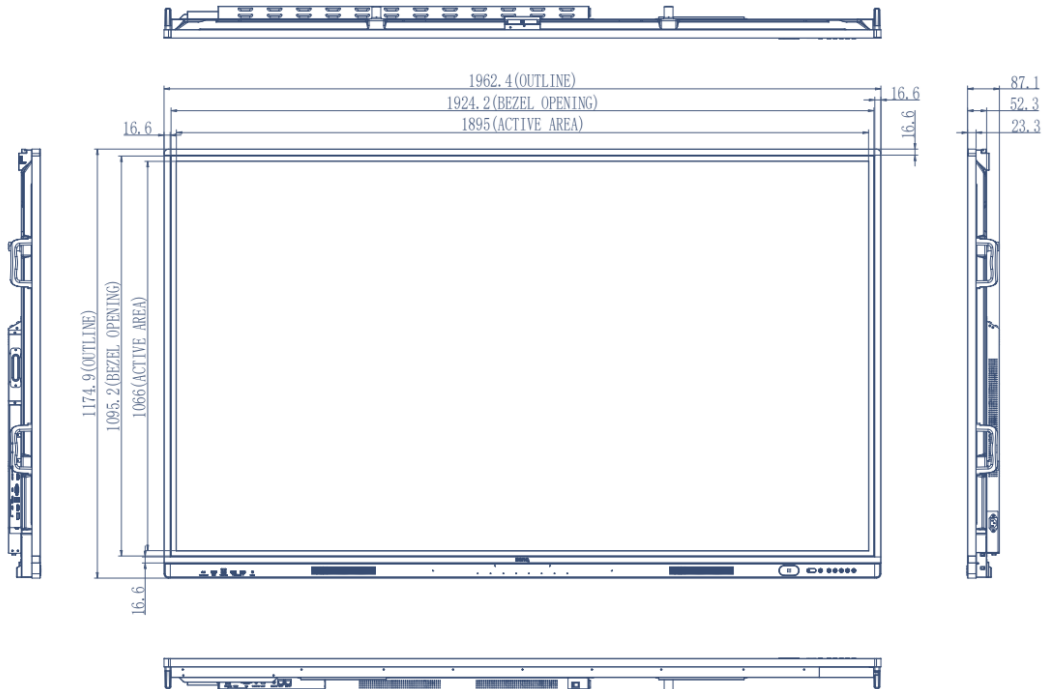 1962.4(OUTLINE)
87.1
1924.2(BEZEL OPENING)
16.6
52.3
16.6
1895(ACTIVE AREA)
16.6
23.3
1174.9(OUTLINE)
1095.2(BEZEL OPENING)
1066(ACTIVE AREA)
16.6